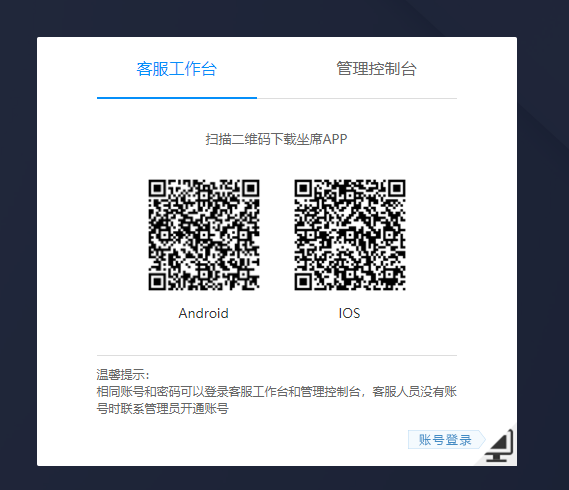 客服工作台
管理控制台
扫描二维码下载坐席APP
Android
IOS
温馨提示：
相同账号和密码可以登录客服工作台和管理控制台，客服人员没有账
号时联系管理员开通账号
账号登录